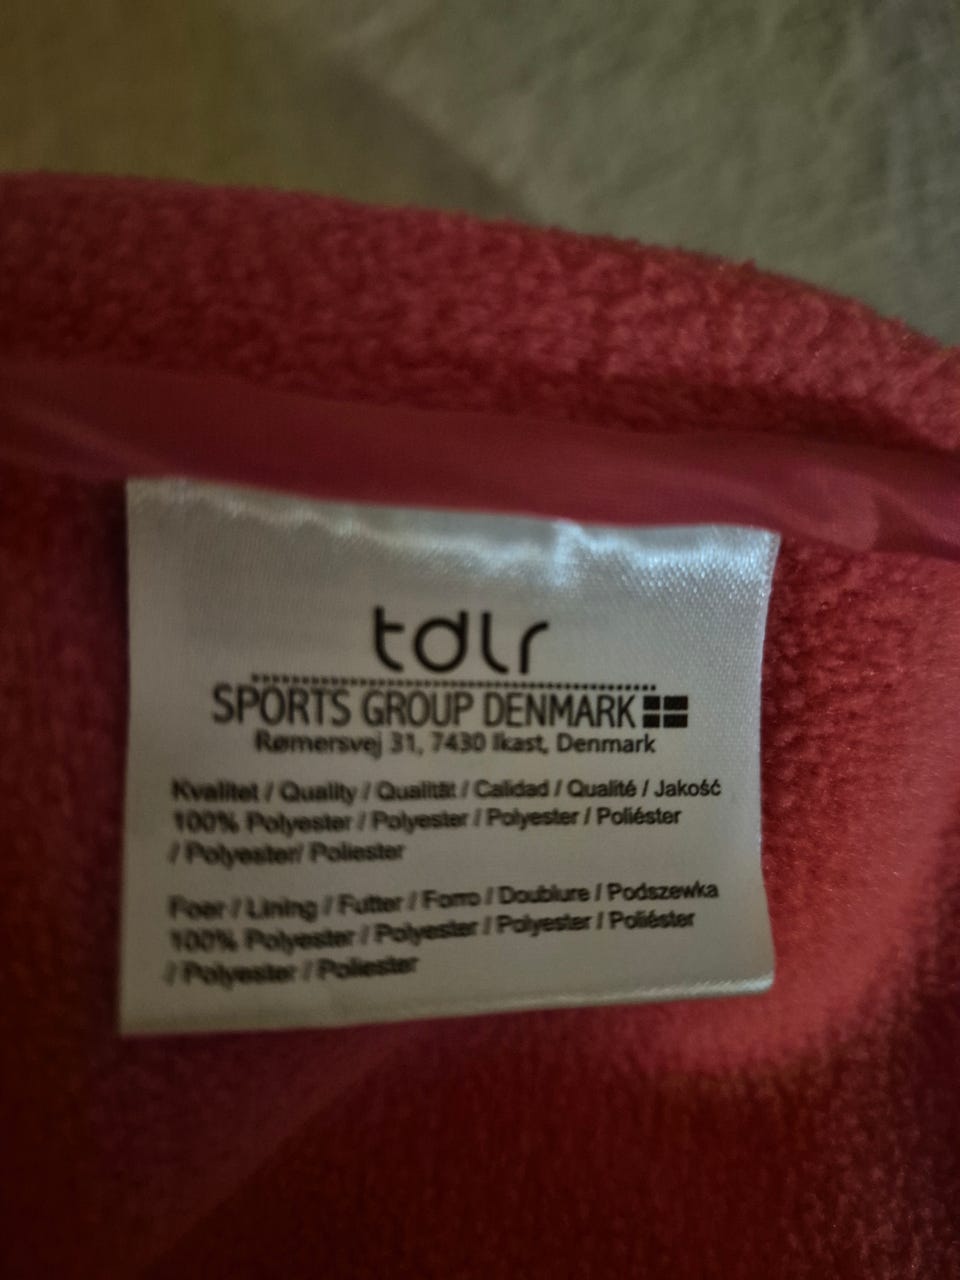 tdlr
SPORTS GROUP DENMARK
Rømersvej 31, 7430 Ikast, Denmark
Kvalitet / Quality / Qualität / Calidad / Qualité / Jakość
100% Polyester / Polyester / Polyester / Poliéster
/ Polyester/ Poliester
Foer / Lining / Futter / Forro / Doublure / Podszewka
100% Polyester / Polyester / Polyester / Poliéster
/ Polyester / Poliester